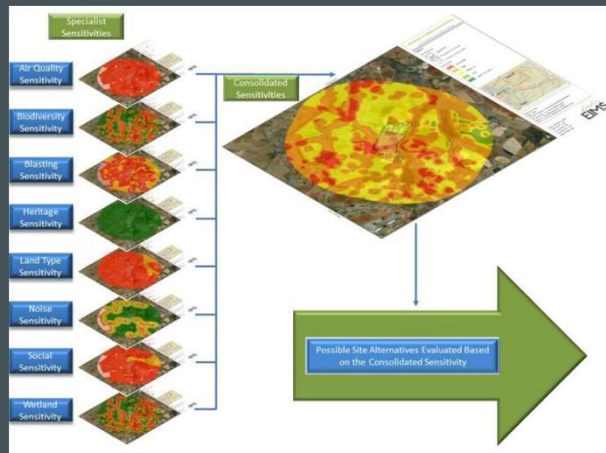 Specialist
Sensitivities
Air Quality
Sensitivity
Biodiversity
Sensitivity
Blasting
Sensitivity
Heritage
Sensitivity
Land Type
Sensitivity
Noise
Sensitivity
Social
Sensitivity
Wetland
Sensitivity
Consolidated
Sensitivities
Possible Site Alternatives Evaluated Based
on the Consolidated Sensitivity